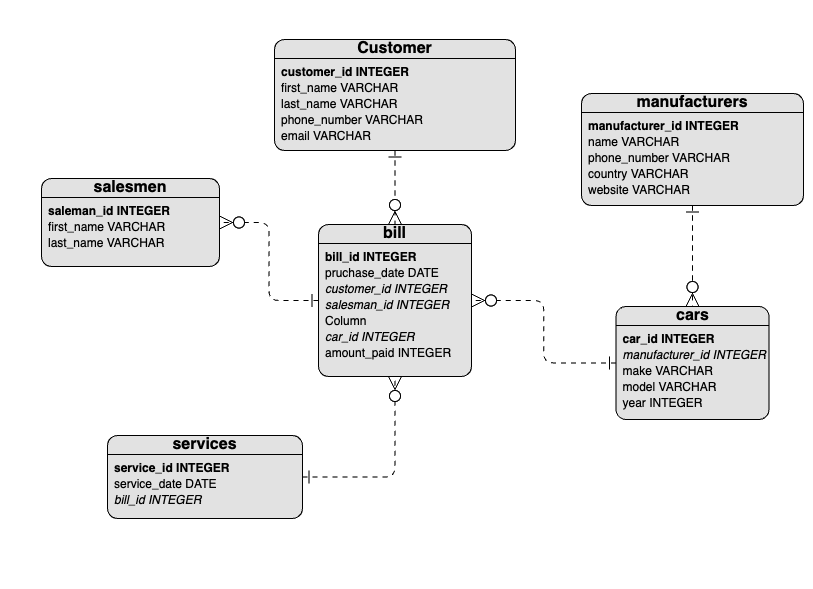 Customer
customer_id INTEGER
first_name VARCHAR
last_name VARCHAR
phone_number VARCHAR
email VARCHAR
manufacturers
manufacturer_id INTEGER
name VARCHAR
phone_number VARCHAR
country VARCHAR
website VARCHAR
salesmen
saleman_id INTEGER
first_name VARCHAR
last_name VARCHAR
bill
bill_id INTEGER
pruchase_date DATE
customer_id INTEGER
salesman_id INTEGER
Column
car_id INTEGER
amount_paid INTEGER
cars
car_id INTEGER
manufacturer_id INTEGER
make VARCHAR
model VARCHAR
year INTEGER
services
service_id INTEGER
service_date DATE
bill_id INTEGER